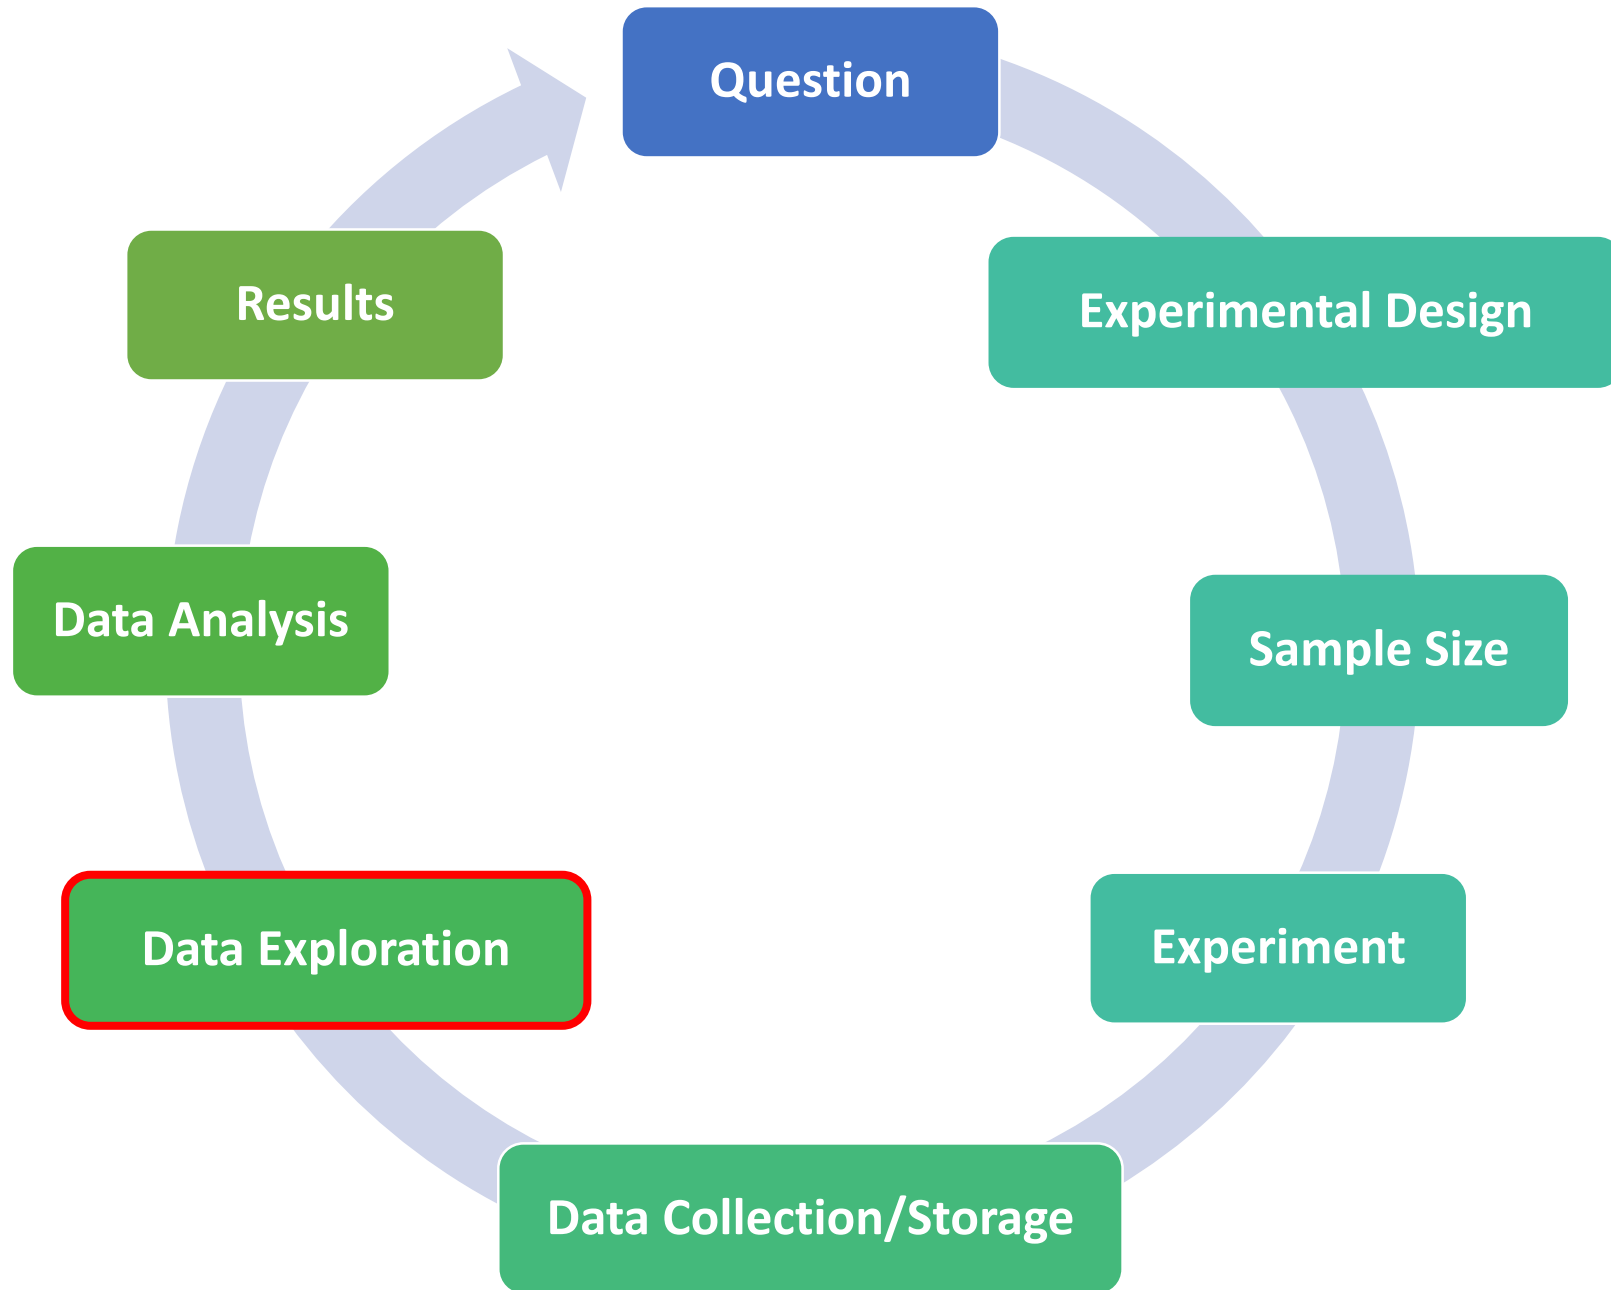 Question
Experimental Design
Sample Size
Experiment
Data Collection/Storage
Data Exploration
Data Analysis
Results